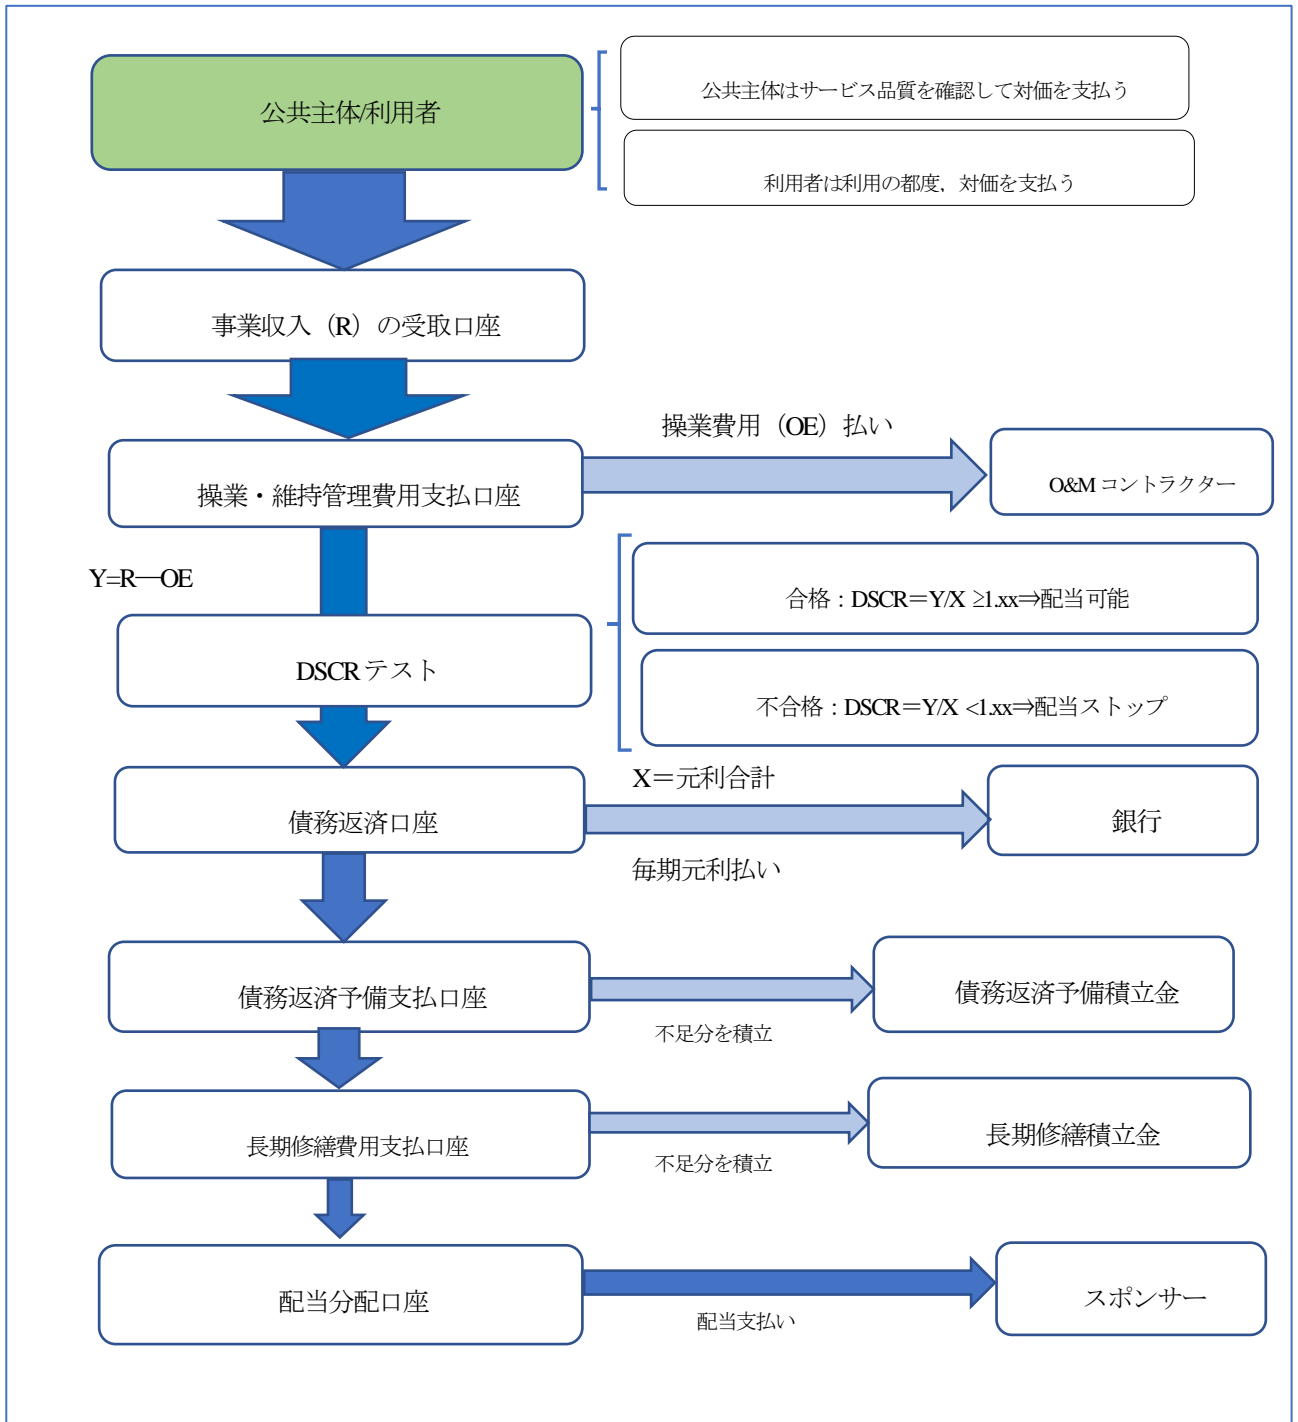 公共主体/利用者
公共主体はサービス品質を確認して対価を支払う
利用者は利用の都度，対価を支払う
事業収入（R）の受取口座
操業費用（OE）払い
操業・維持管理費用支払口座
O&Mコントラクター
Y=R―OE
合格：DSCR＝Y/X ≥1.xx⇒配当可能
DSCRテスト
不合格：DSCR＝Y/X <1.xx⇒配当ストップ
X＝元利合計
債務返済口座
銀行
毎期元利払い
債務返済予備支払口座
債務返済予備積立金
不足分を積立
長期修繕費用支払口座
長期修繕積立金
不足分を積立
配当分配口座
スポンサー
配当支払い